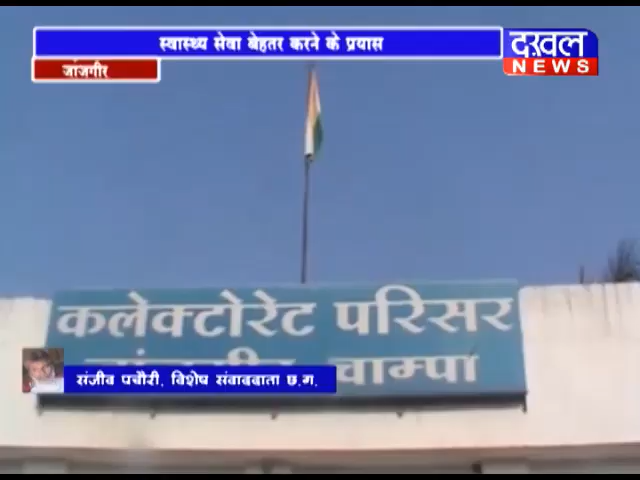 स्वास्थ्य सेवा बेहतर करने के प्रयास
दखल
NEWS
जांजगीर
कलेक्टोरेट परिसर
चाम्पा
संजीव पचौरी, विशेष संवाददाता छ.ग.